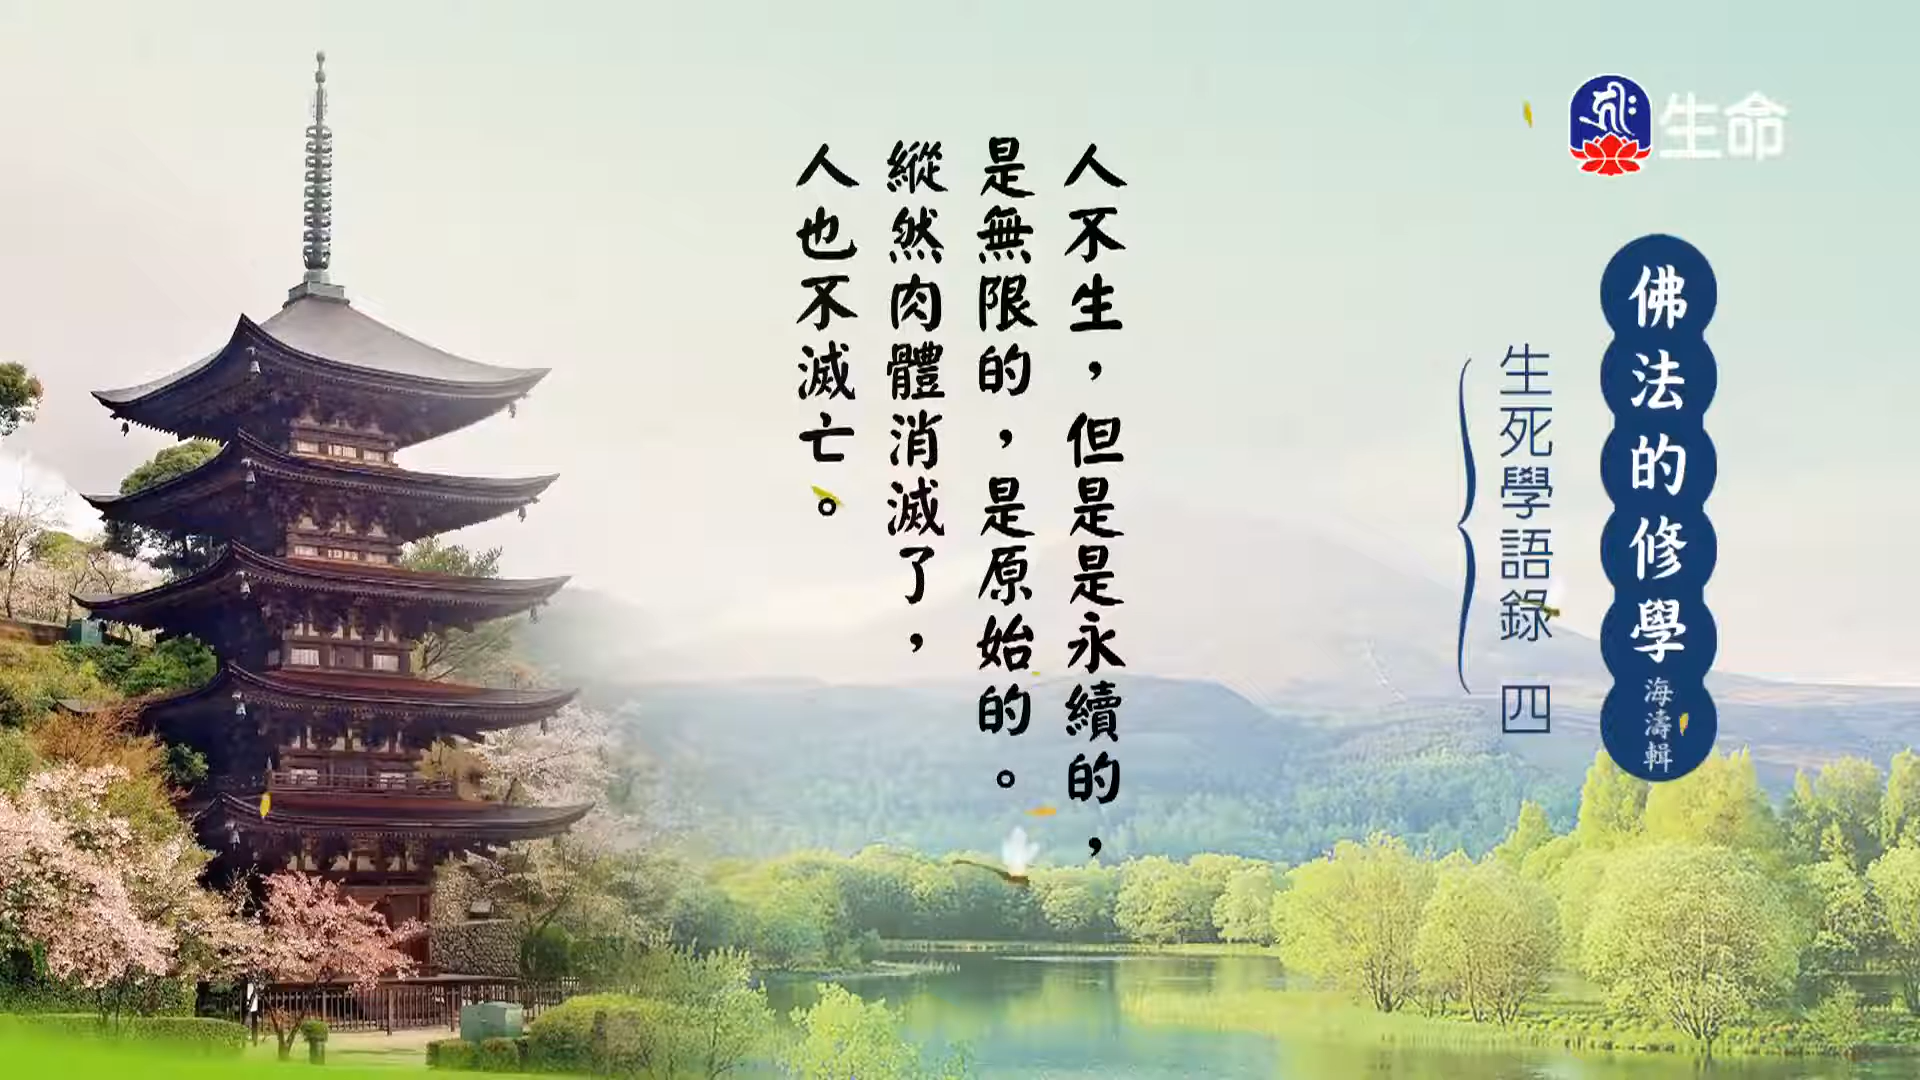 生命
佛法的修學
海濤輯
生死學語錄 四
人不生，但是是永續的，
是無限的，是原始的。
縱然肉體消滅了，
人也不滅亡。